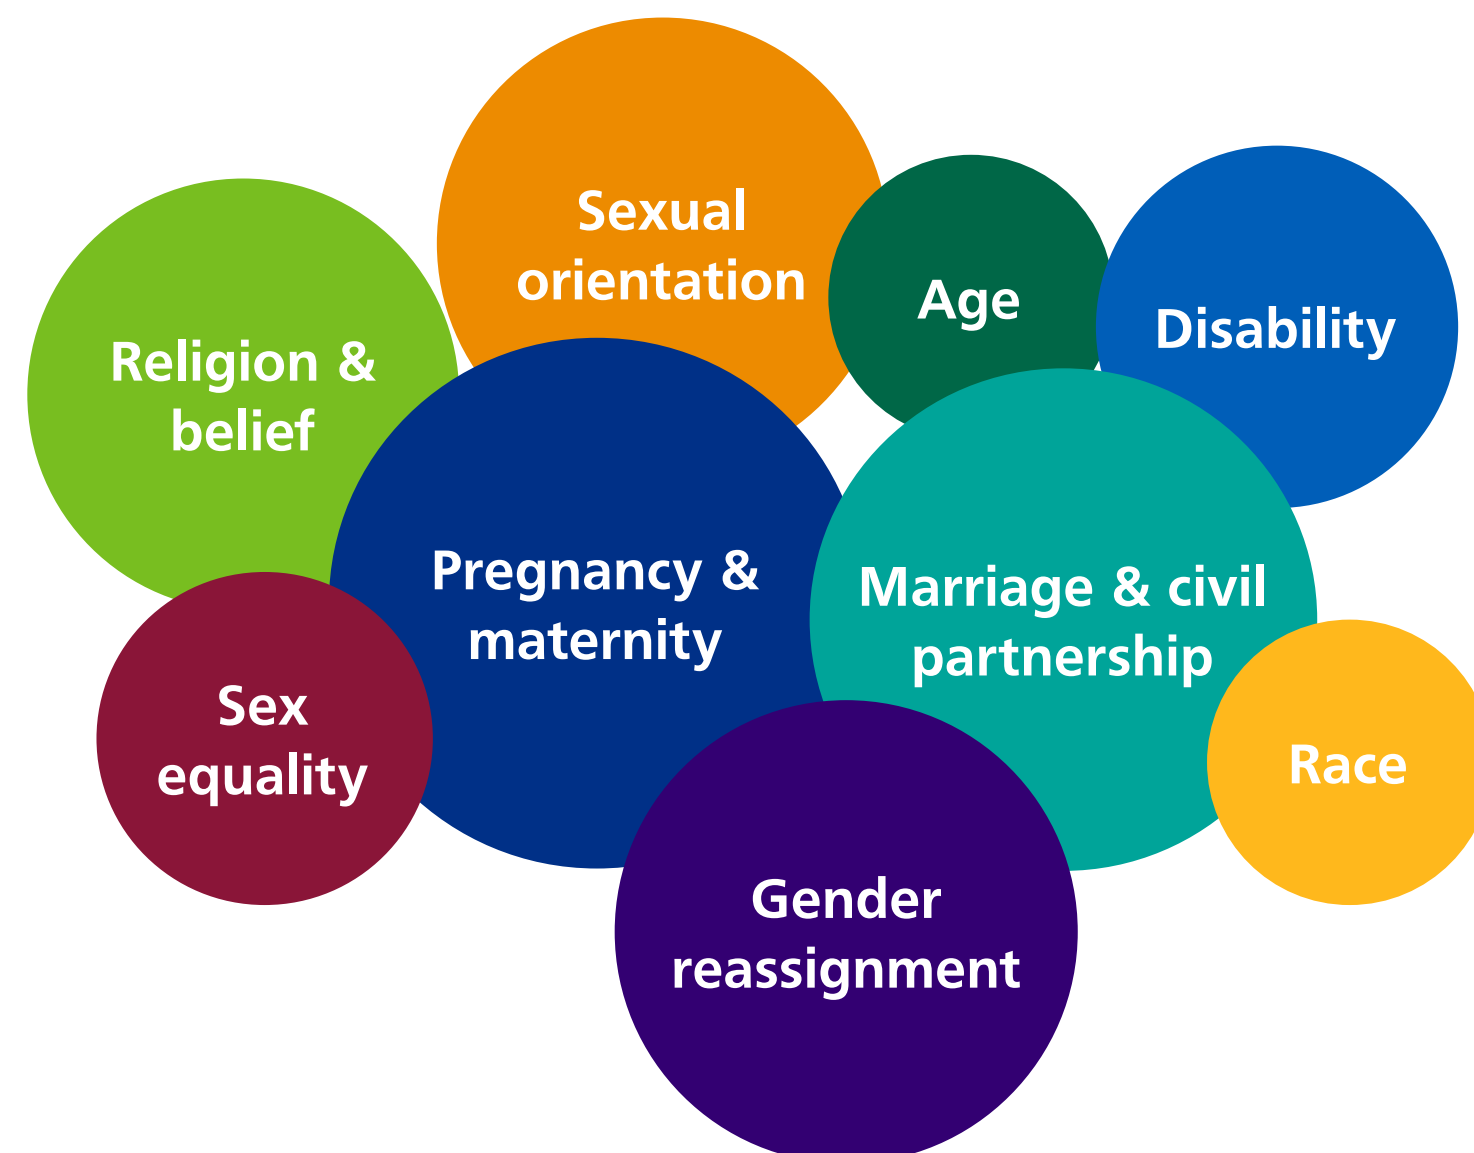 Sexual
orientation
Age
Disability
Religion &
belief
Pregnancy &
maternity
Marriage & civil
partnership
Sex
equality
Race
Gender
reassignment